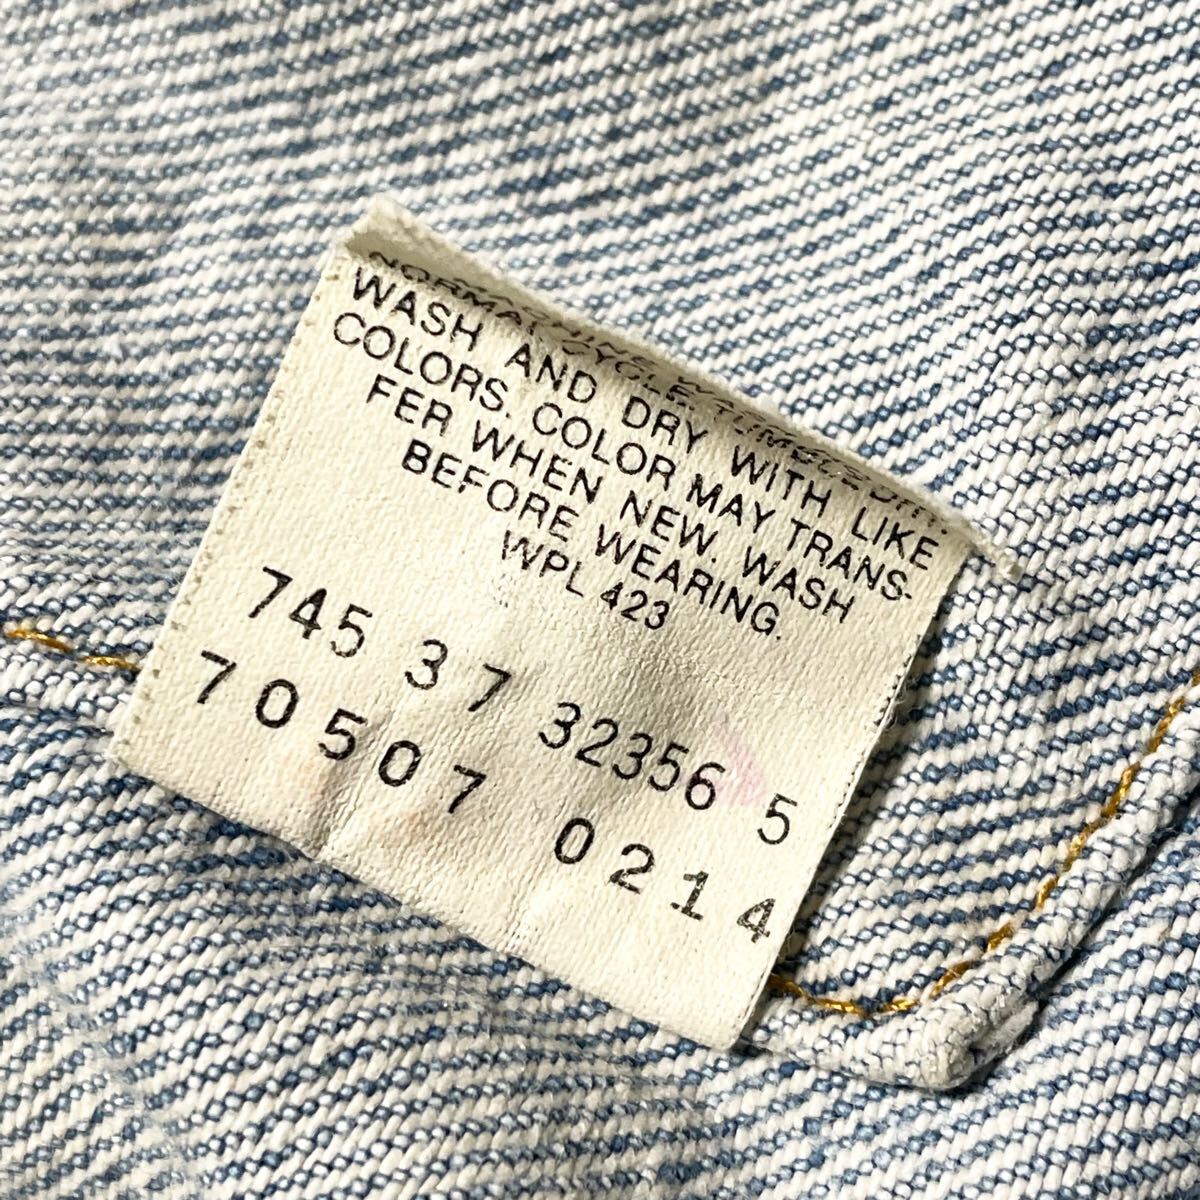 WASH AND DRY WITH LIKE
COLORS. COLOR MAY TRANS-
FER WHEN NEW. WASH
BEFORE WEARING.
WPL 423
745 37 32356 5
70507 0214